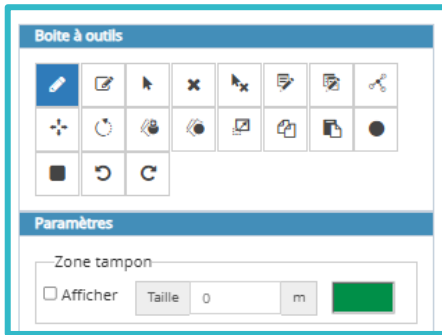 Boite à outils
Paramètres
Zone tampon
Afficher Taille 0 m